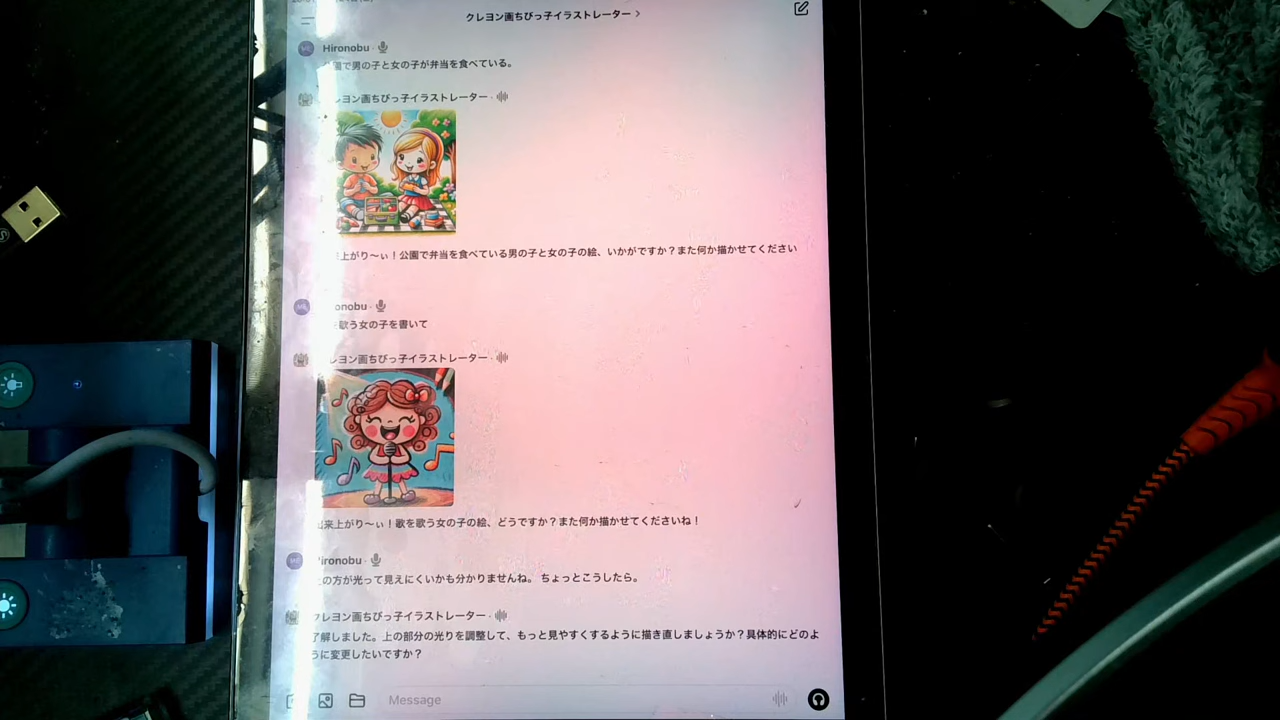 クレヨン画ちびっ子イラストレーター >
Hironobu
園で男の子と女の子が弁当を食べている。
レヨン画ちびっ子イラストレーター
上がり〜ぃ！公園で弁当を食べている男の子と女の子の絵、いかがですか？また何か描かせてください
onobu
歌う女の子を書いて
レヨン画ちびっ子イラストレーター
出来上がり〜ぃ！歌を歌う女の子の絵、どうですか？また何か描かせてくださいね！
ironobu
の方が光って見えにくいかも分かりませんね。 ちょっとこうしたら。
クレヨン画ちびっ子イラストレーター
了解しました。上の部分の光りを調整して、もっと見やすくするように描き直しましょうか？具体的にどのよ
うに変更したいですか？
Message